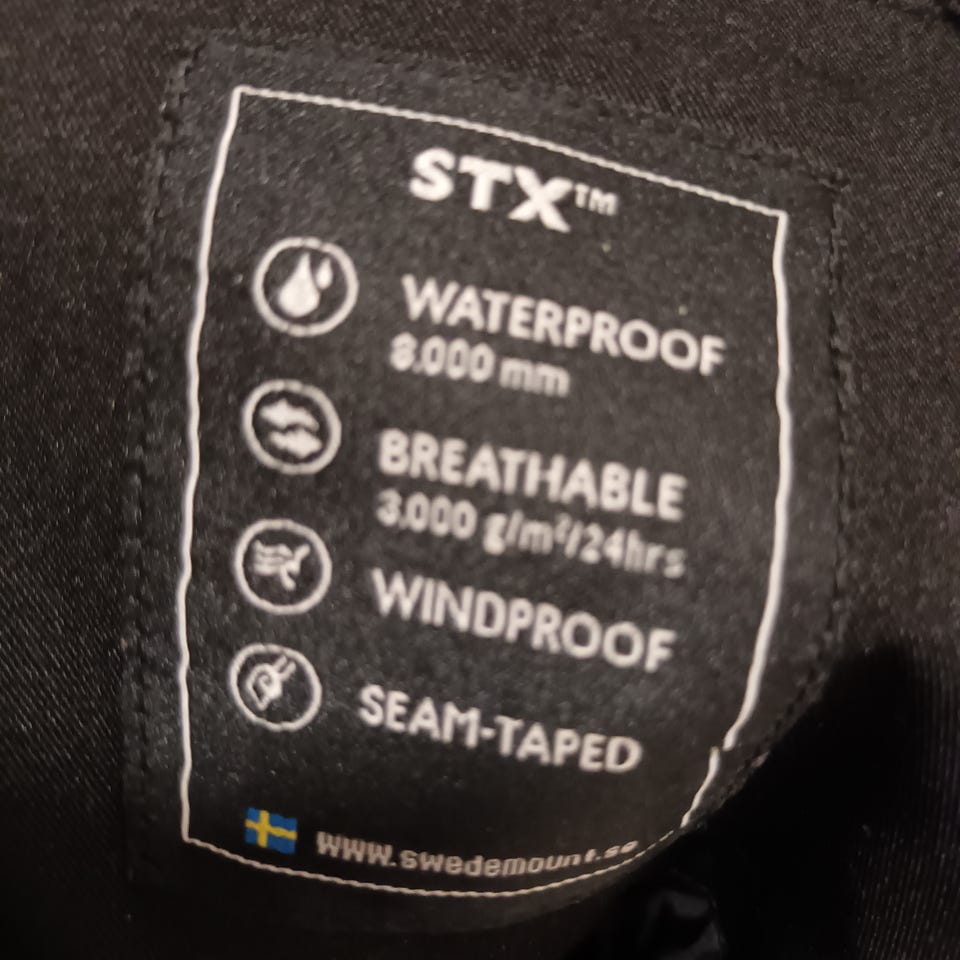 STX™
WATERPROOF
8.000 mm
BREATHABLE
3.000 g/m²/24hrs
WINDPROOF
SEAM-TAPED
www.swedemount.se